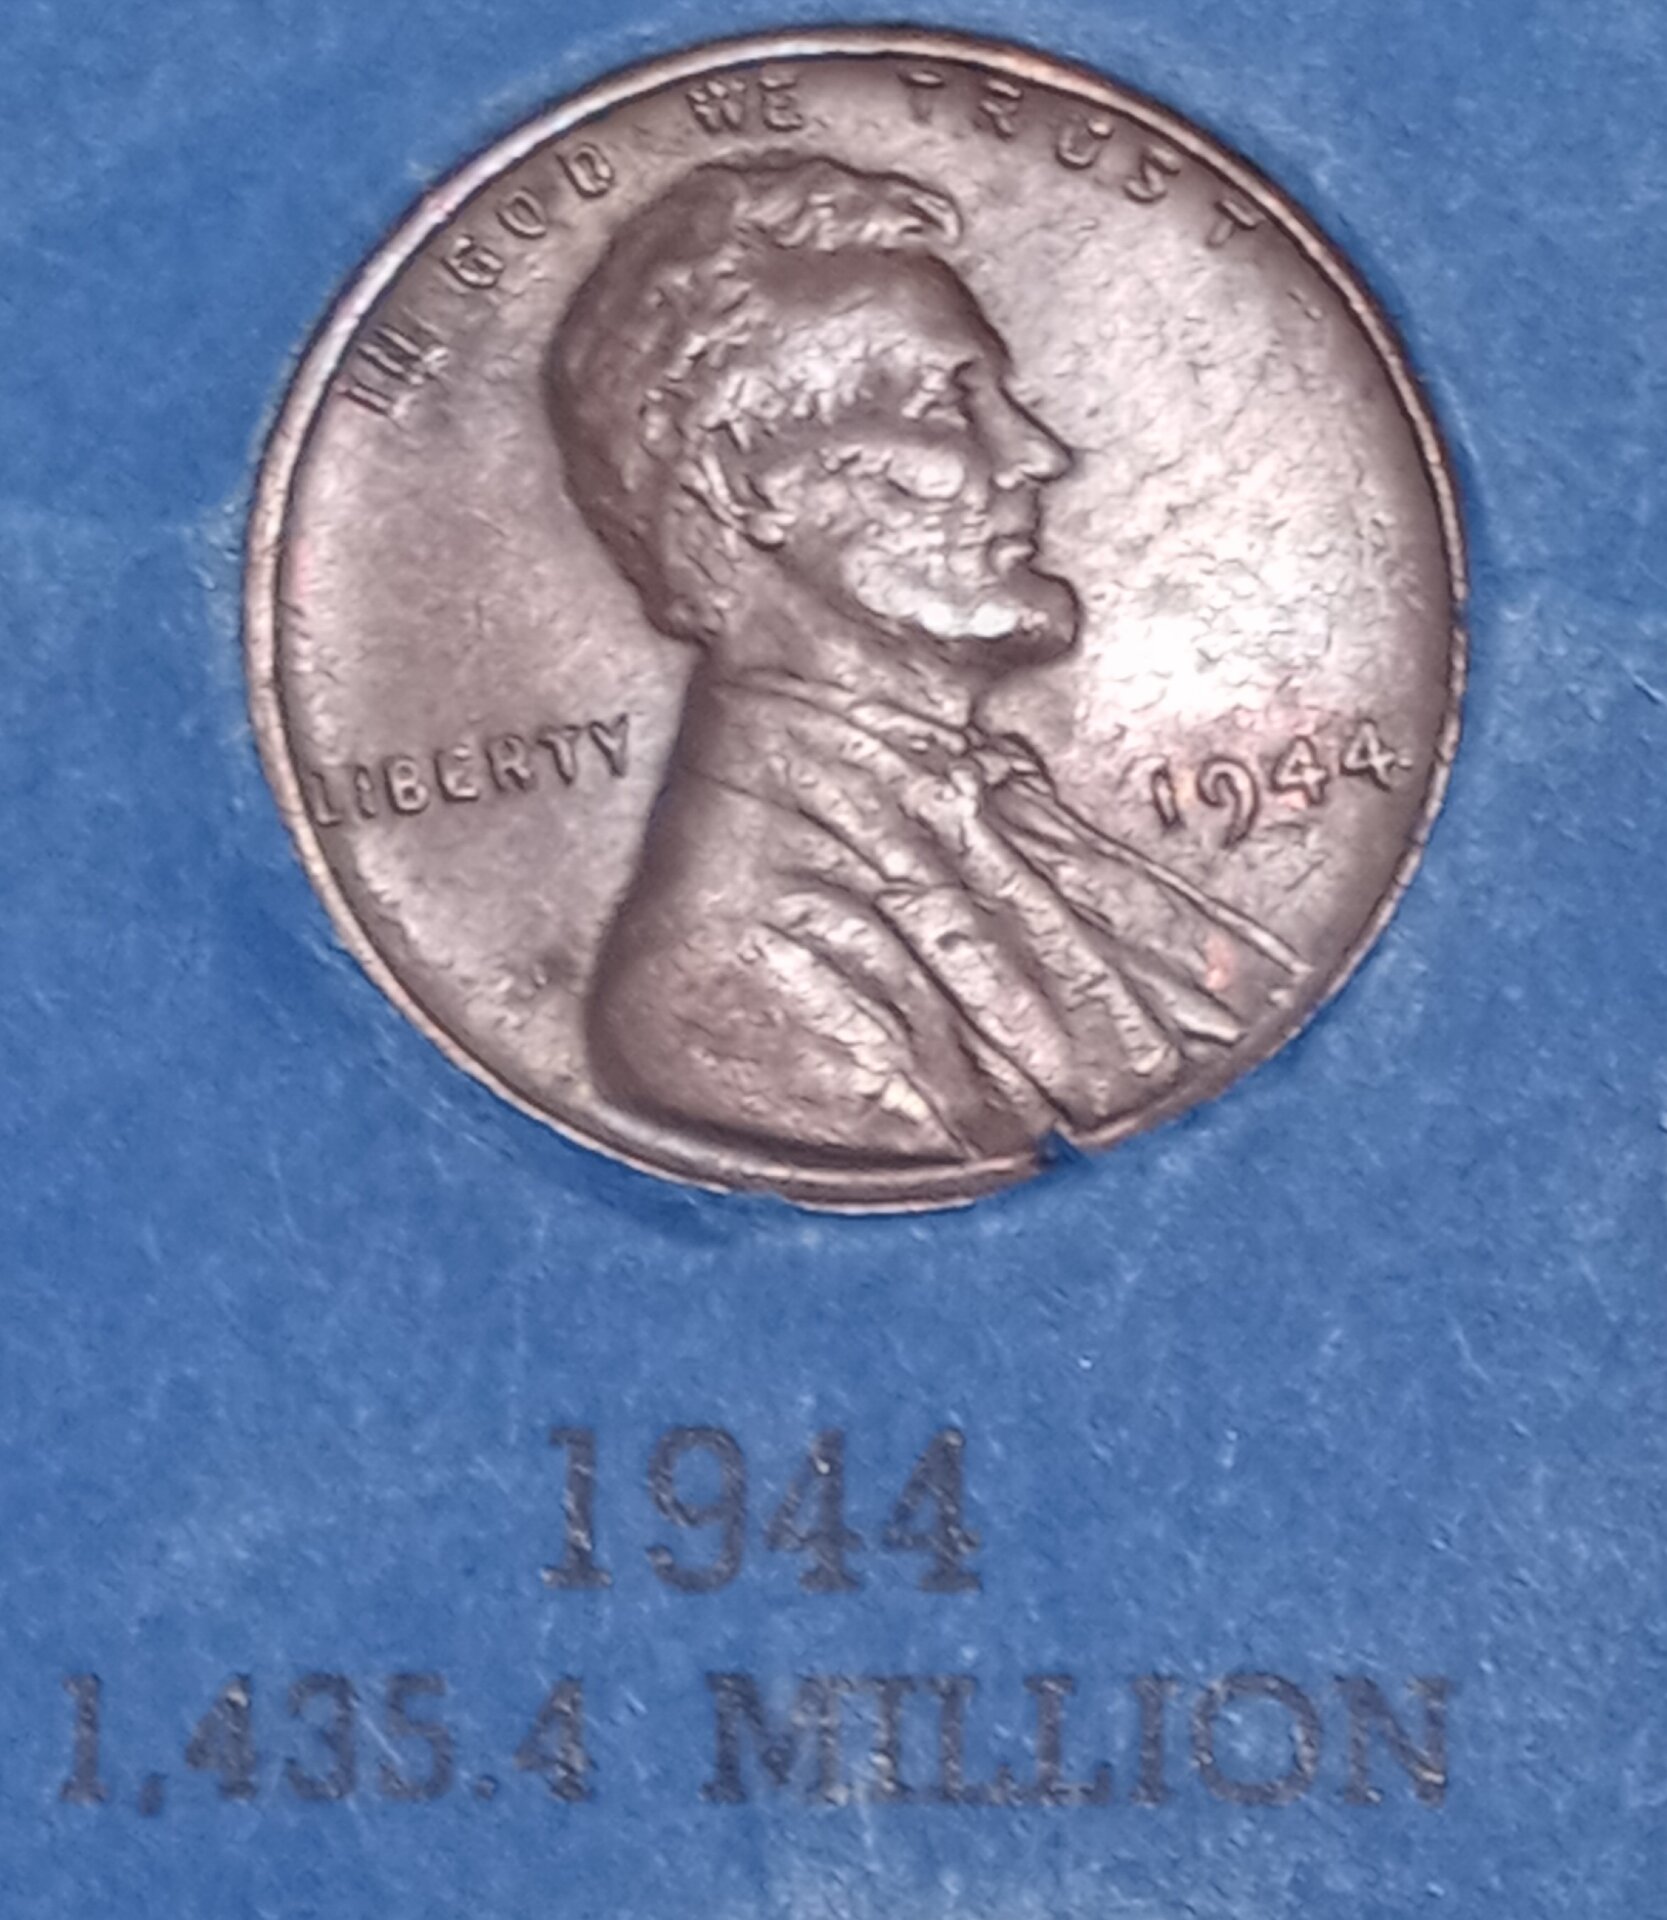 IN GOD WE TRUST
LIBERTY 1944
1944
1,435.4 MILLION